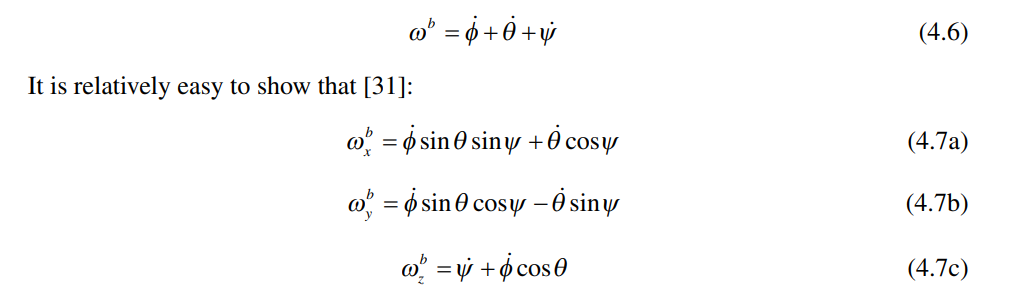 ω^b = φ̇ + θ̇ + ψ̇ (4.6)
It is relatively easy to show that [31]:
ω_x^b = φ̇ sin θ sin ψ + θ̇ cos ψ (4.7a)
ω_y^b = φ̇ sin θ cos ψ − θ̇ sin ψ (4.7b)
ω_z^b = ψ̇ + φ̇ cos θ (4.7c)